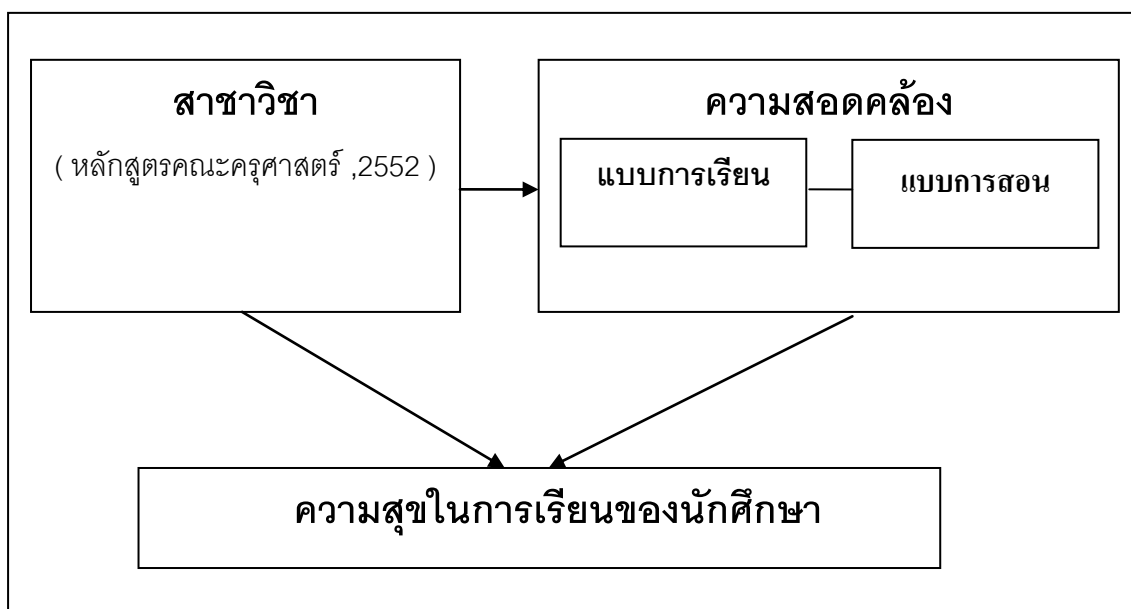 สาขาวิชา
( หลักสูตรคณะครุศาสตร์ ,2552 )
ความสอดคล้อง
แบบการเรียน
แบบการสอน
ความสุขในการเรียนของนักศึกษา